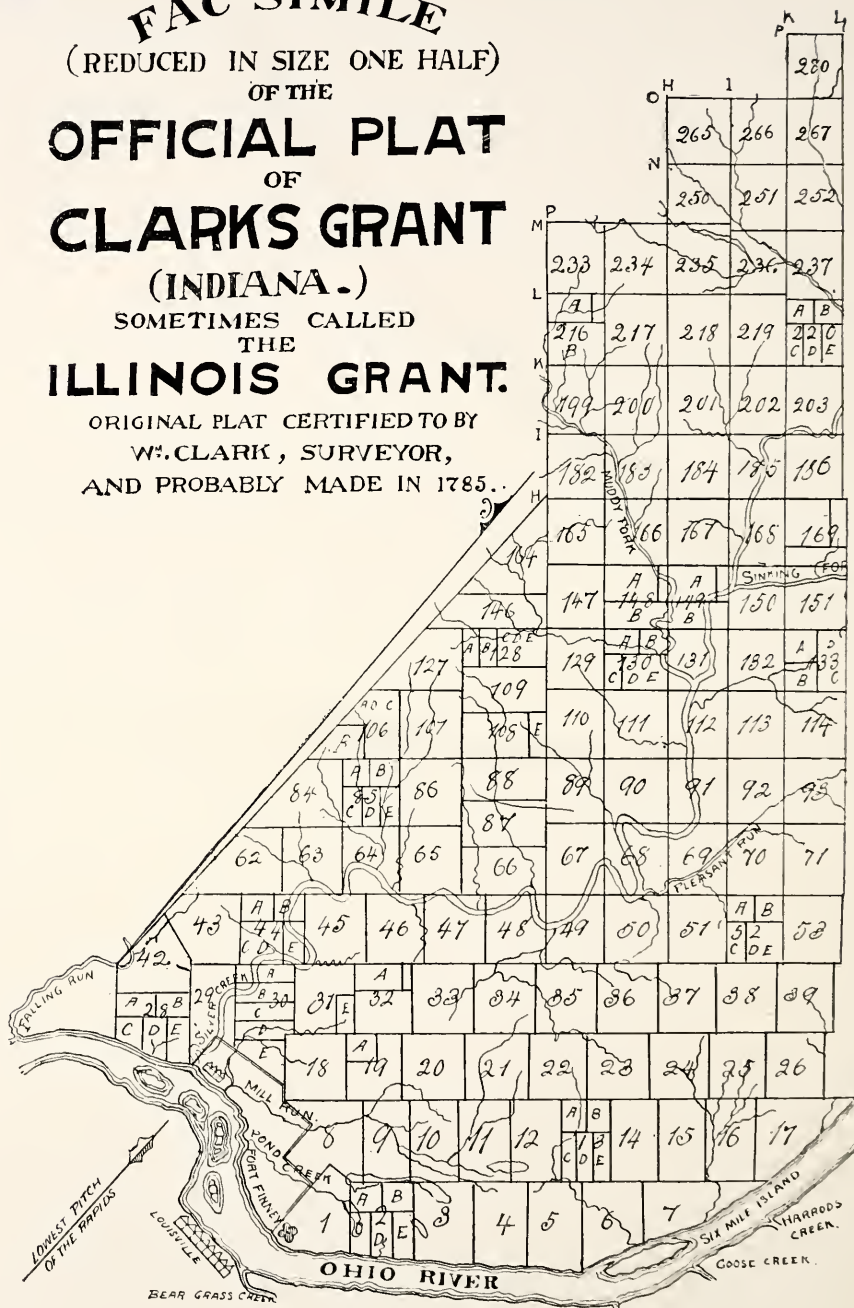 FAC SIMILE
(REDUCED IN SIZE ONE HALF)
OF THE
OFFICIAL PLAT
OF
CLARKS GRANT
(INDIANA.)
SOMETIMES CALLED
THE
ILLINOIS GRANT.
ORIGINAL PLAT CERTIFIED TO BY
WM. CLARK, SURVEYOR,
AND PROBABLY MADE IN 1785.
K L
P
220
O H I
265 266 267
N
250 251 252
P
M
233 234 235 236 237
L
A A B
216 217 218 219 220
B C D E
K
199 200 201 202 203
I
182 183 184 185 186
H
MUDDY FORK
165 166 167 168 169
164
SINKING FOR
A A
147 148 149 150 151
B B
146
A B C D E A B A D
127 128 129 130 131 132 133
C D E B C
109
A D C
106 107 108 E 110 111 112 113 114
A B
84 85 86 88 89 90 91 92 93
C D E
87
62 63 64 65 66 67 68 69 70 71
PLEASANT RUN
A B A B
43 44 45 46 47 48 49 50 51 52 53
C D E C D E
42
FALLING RUN
A 28 B 29 A B 30 C D E 31 E A 32 33 34 35 36 37 38 39
C D E
SILVER CREEK
18 A 19 20 21 22 23 24 25 26
MILL RUN
A B
8 9 10 11 12 13 14 15 16 17
C D E
POND CREEK
FORT FINNEY
A B
1 2 3 4 5 6 7
D E
SIX MILE ISLAND
HARRODS
CREEK.
GOOSE CREEK.
LOWEST PITCH
OF THE RAPIDS
LOUISVILLE
OHIO RIVER
BEAR GRASS CREEK